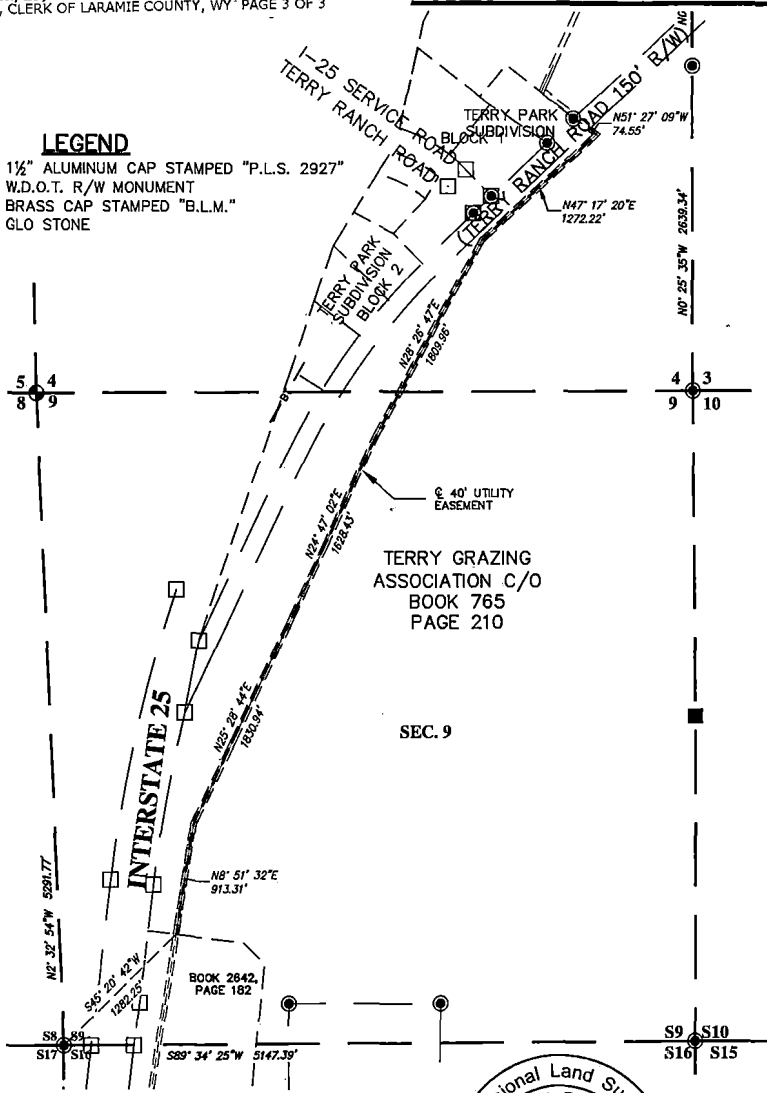 , CLERK OF LARAMIE COUNTY, WY PAGE 3 OF 3
I-25 SERVICE ROAD
TERRY RANCH ROAD
TERRY PARK
SUBDIVISION
BLOCK 1
(TERRY RANCH ROAD 150' R/W)
N51° 27' 09"W
74.55'
LEGEND
1½" ALUMINUM CAP STAMPED "P.L.S. 2927"
W.D.O.T. R/W MONUMENT
BRASS CAP STAMPED "B.L.M."
GLO STONE
N47° 17' 20"E
1272.22'
N0° 25' 35"W 2639.34'
TERRY PARK
SUBDIVISION
BLOCK 2
N28° 26' 47"E
1809.96'
5 4
8 9
4 3
9 10
℄ 40' UTILITY
EASEMENT
N24° 47' 02"E
1628.43'
TERRY GRAZING
ASSOCIATION C/O
BOOK 765
PAGE 210
SEC. 9
N25° 28' 44"E
1830.94'
INTERSTATE 25
N8° 51' 32"E
913.31'
N2° 32' 54"W 5291.77'
S45° 20' 42"W
1282.25'
BOOK 2642,
PAGE 182
S8 S9
S17 S16
S89° 34' 25"W 5147.39'
S9 S10
S16 S15
ional Land Su